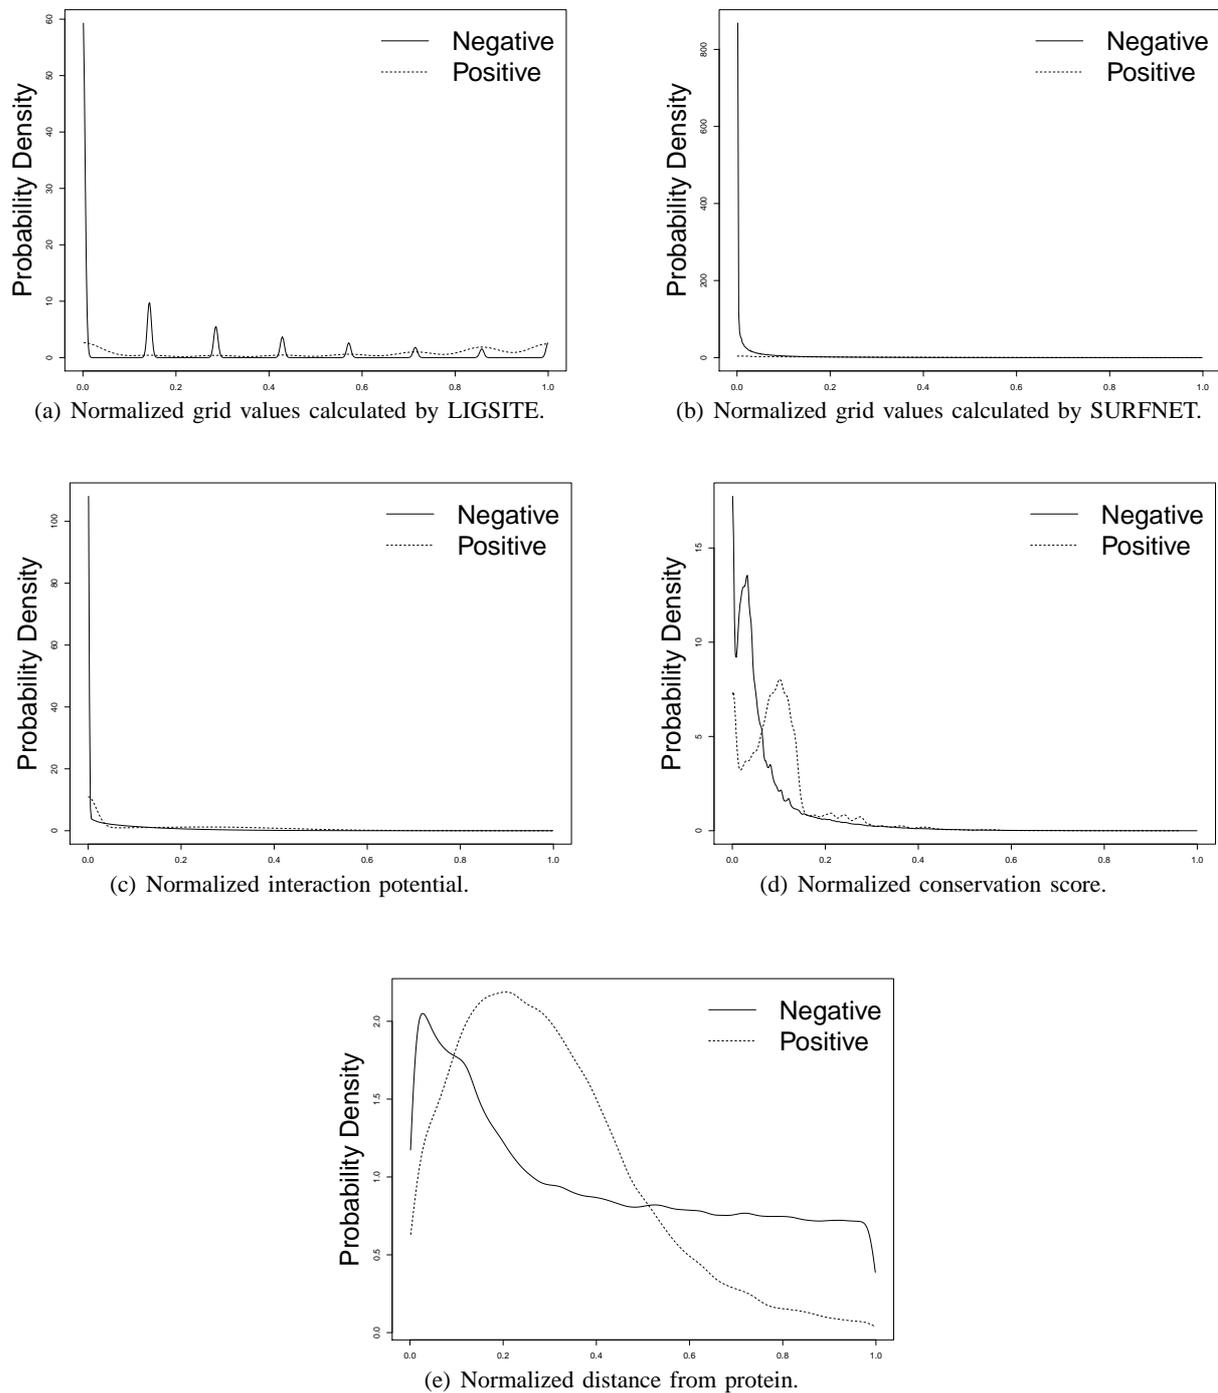 Probability Density
0
10
20
30
40
50
60
0.0 0.2 0.4 0.6 0.8 1.0
Negative
Positive
(a) Normalized grid values calculated by LIGSITE.
Probability Density
0
200
400
600
800
0.0 0.2 0.4 0.6 0.8 1.0
Negative
Positive
(b) Normalized grid values calculated by SURFNET.
Probability Density
0
20
40
60
80
100
0.0 0.2 0.4 0.6 0.8 1.0
Negative
Positive
(c) Normalized interaction potential.
Probability Density
0
5
10
15
0.0 0.2 0.4 0.6 0.8 1.0
Negative
Positive
(d) Normalized conservation score.
Probability Density
0.0
0.5
1.0
1.5
2.0
0.0 0.2 0.4 0.6 0.8 1.0
Negative
Positive
(e) Normalized distance from protein.